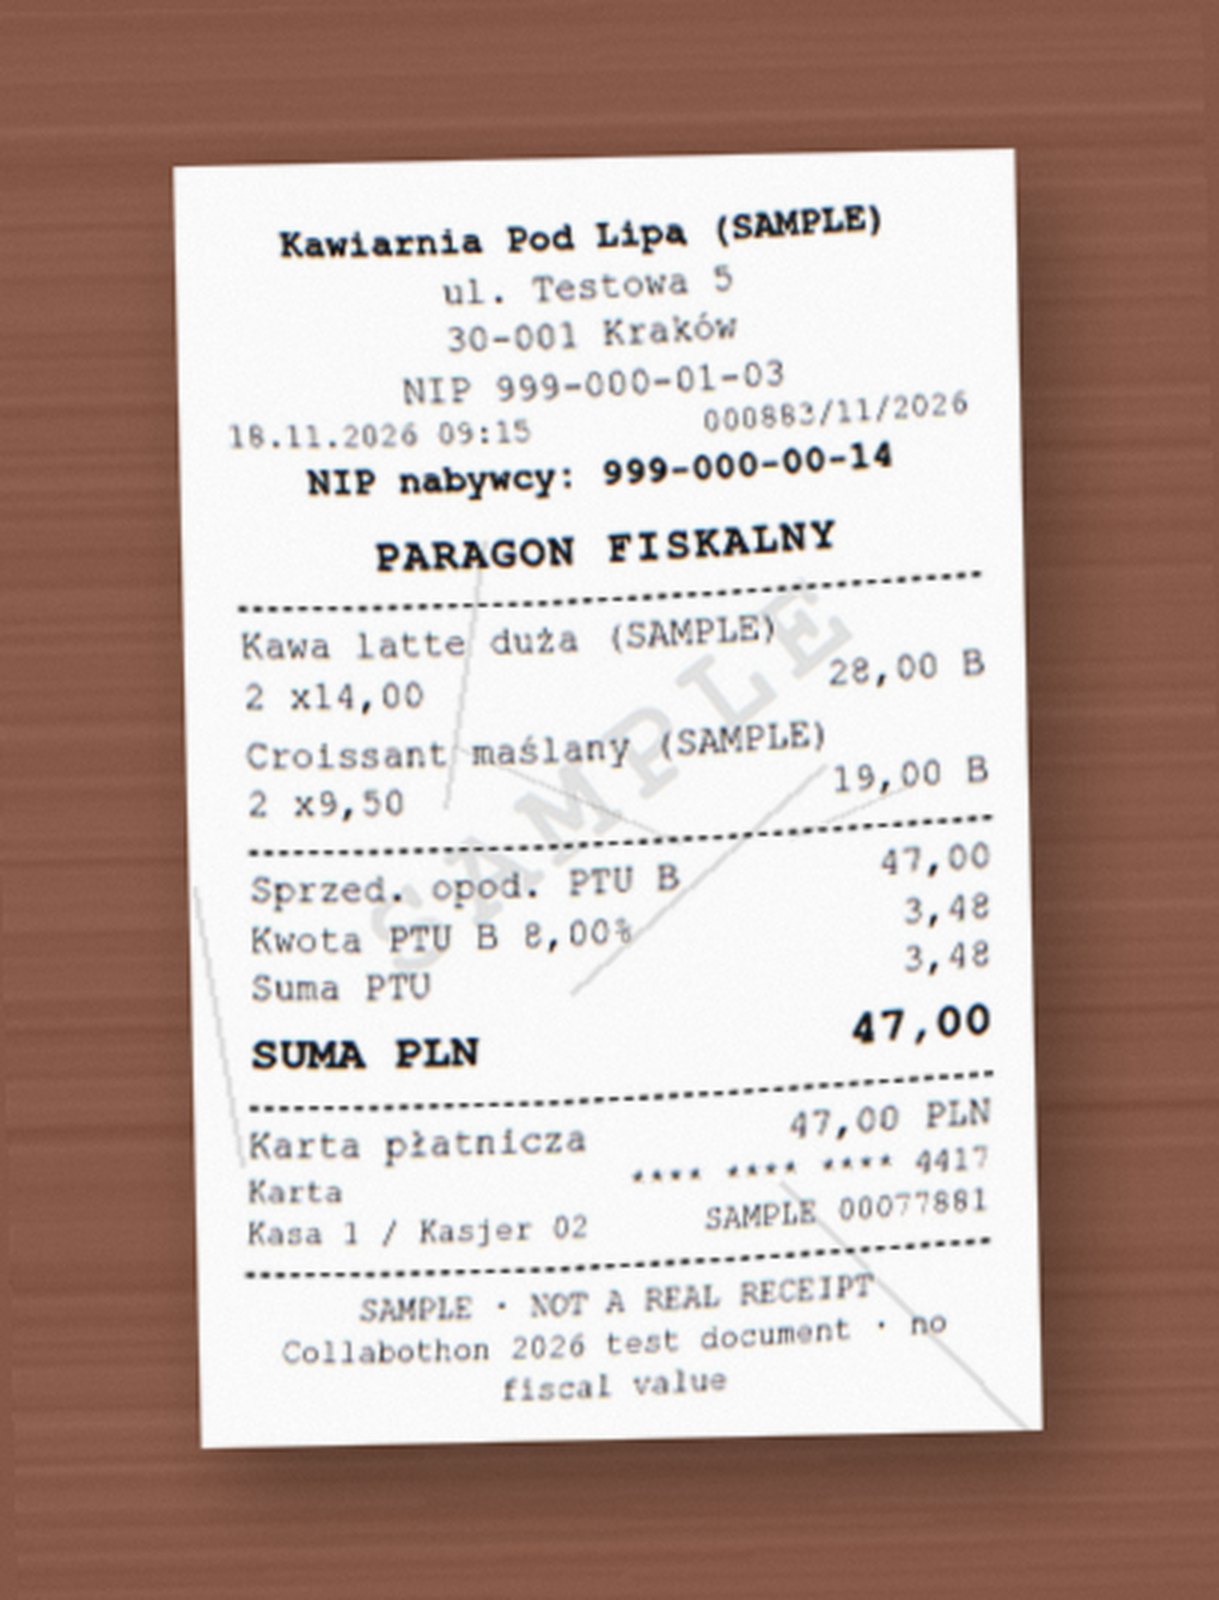 Kawiarnia Pod Lipa (SAMPLE)
ul. Testowa 5
30-001 Kraków
NIP 999-000-01-03
18.11.2026 09:15 000883/11/2026
NIP nabywcy: 999-000-00-14
PARAGON FISKALNY
Kawa latte duża (SAMPLE)
2 x14,00 28,00 B
Croissant maślany (SAMPLE)
2 x9,50 19,00 B
SAMPLE
Sprzed. opod. PTU B 47,00
Kwota PTU B 8,00% 3,48
Suma PTU 3,48
SUMA PLN 47,00
Karta płatnicza 47,00 PLN
Karta **** **** **** 4417
Kasa 1 / Kasjer 02 SAMPLE 00077881
SAMPLE · NOT A REAL RECEIPT
Collabothon 2026 test document · no
fiscal value